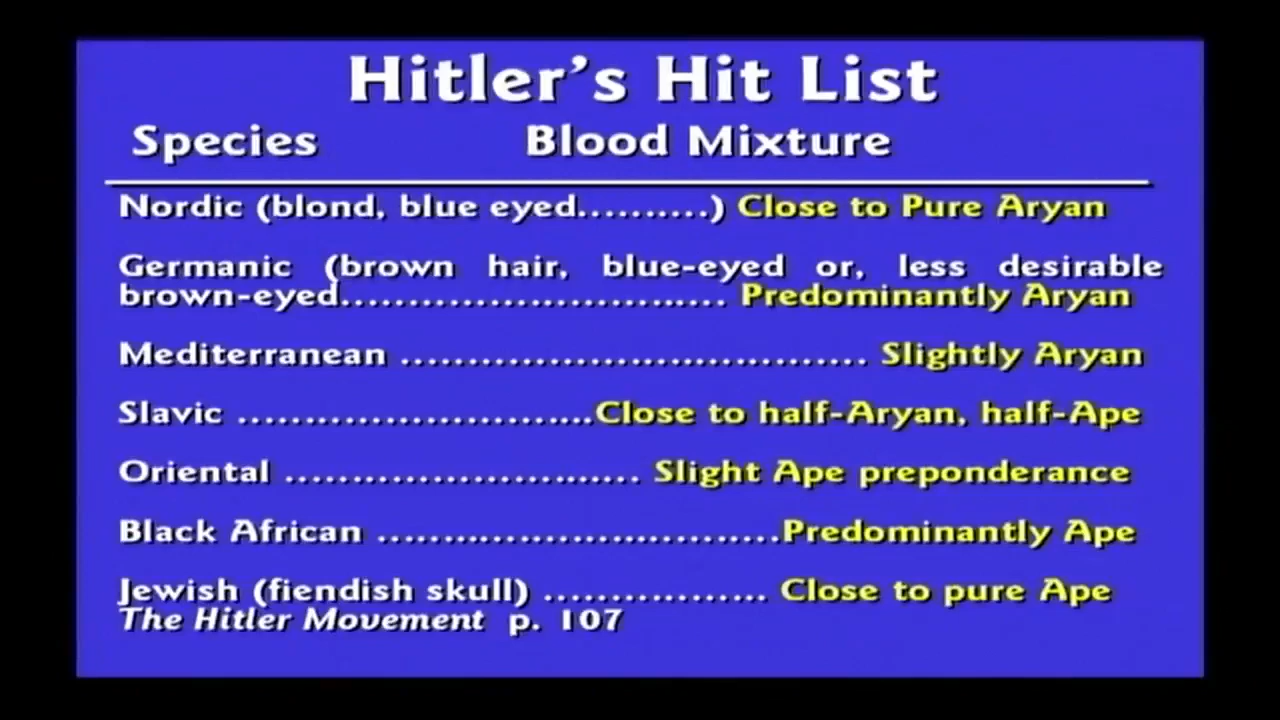 Hitler's Hit List
Species Blood Mixture
Nordic (blond, blue eyed..........) Close to Pure Aryan
Germanic (brown hair, blue-eyed or, less desirable
brown-eyed............................. Predominantly Aryan
Mediterranean ................................... Slightly Aryan
Slavic ...........................Close to half-Aryan, half-Ape
Oriental ........................... Slight Ape preponderance
Black African ..............................Predominantly Ape
Jewish (fiendish skull) ................. Close to pure Ape
The Hitler Movement p. 107